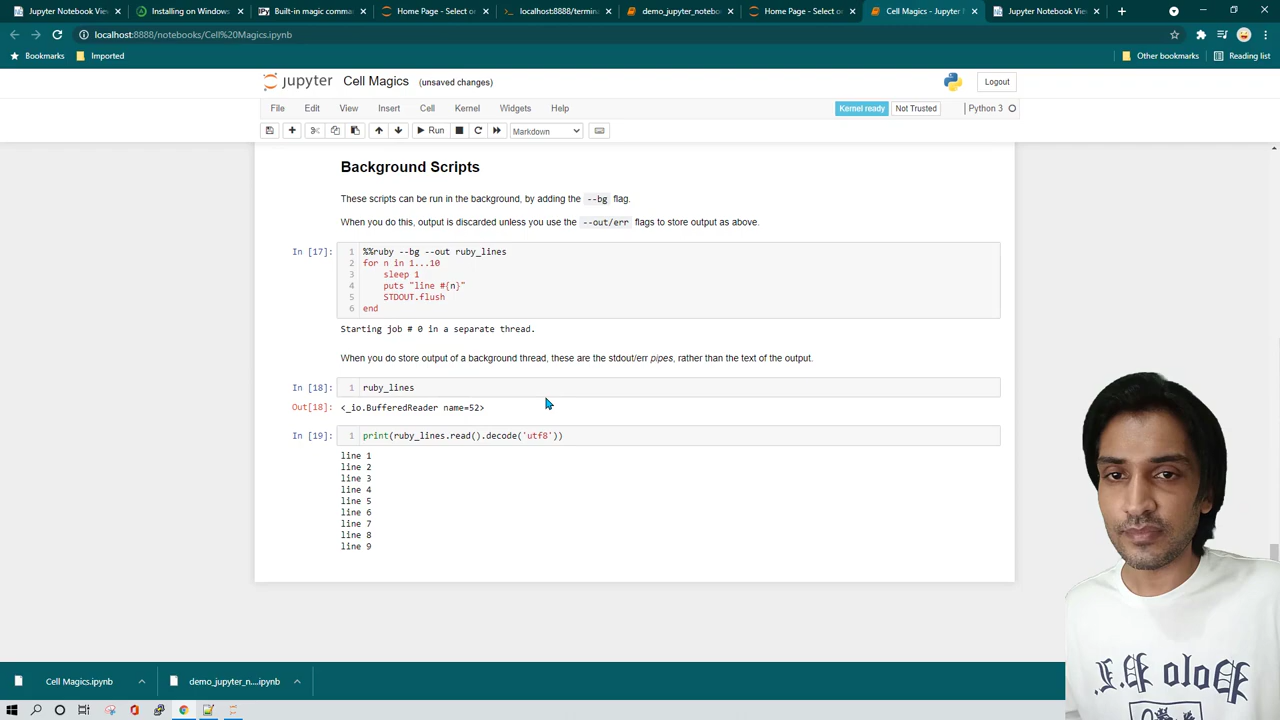 Jupyter Notebook Vie
Installing on Windows
IP[y]
Built-in magic comma
Home Page - Select o
localhost:8888/termin
demo_jupyter_notebo
Home Page - Select o
Cell Magics - Jupyter
Jupyter Notebook Vie
localhost:8888/notebooks/Cell%20Magics.ipynb
Bookmarks
Imported
Other bookmarks
Reading list
jupyter
Cell Magics
(unsaved changes)
Logout
File
Edit
View
Insert
Cell
Kernel
Widgets
Help
Kernel ready
Not Trusted
Python 3
Run
Markdown
Background Scripts
These scripts can be run in the background, by adding the --bg flag.
When you do this, output is discarded unless you use the --out/err flags to store output as above.
In [17]:
1 %%ruby --bg --out ruby_lines
2 for n in 1...10
3 sleep 1
4 puts "line #{n}"
5 STDOUT.flush
6 end
Starting job # 0 in a separate thread.
When you do store output of a background thread, these are the stdout/err pipes, rather than the text of the output.
In [18]:
1 ruby_lines
Out[18]: <_io.BufferedReader name=52>
In [19]:
1 print(ruby_lines.read().decode('utf8'))
line 1
line 2
line 3
line 4
line 5
line 6
line 7
line 8
line 9
Cell Magics.ipynb
demo_jupyter_n....ipynb